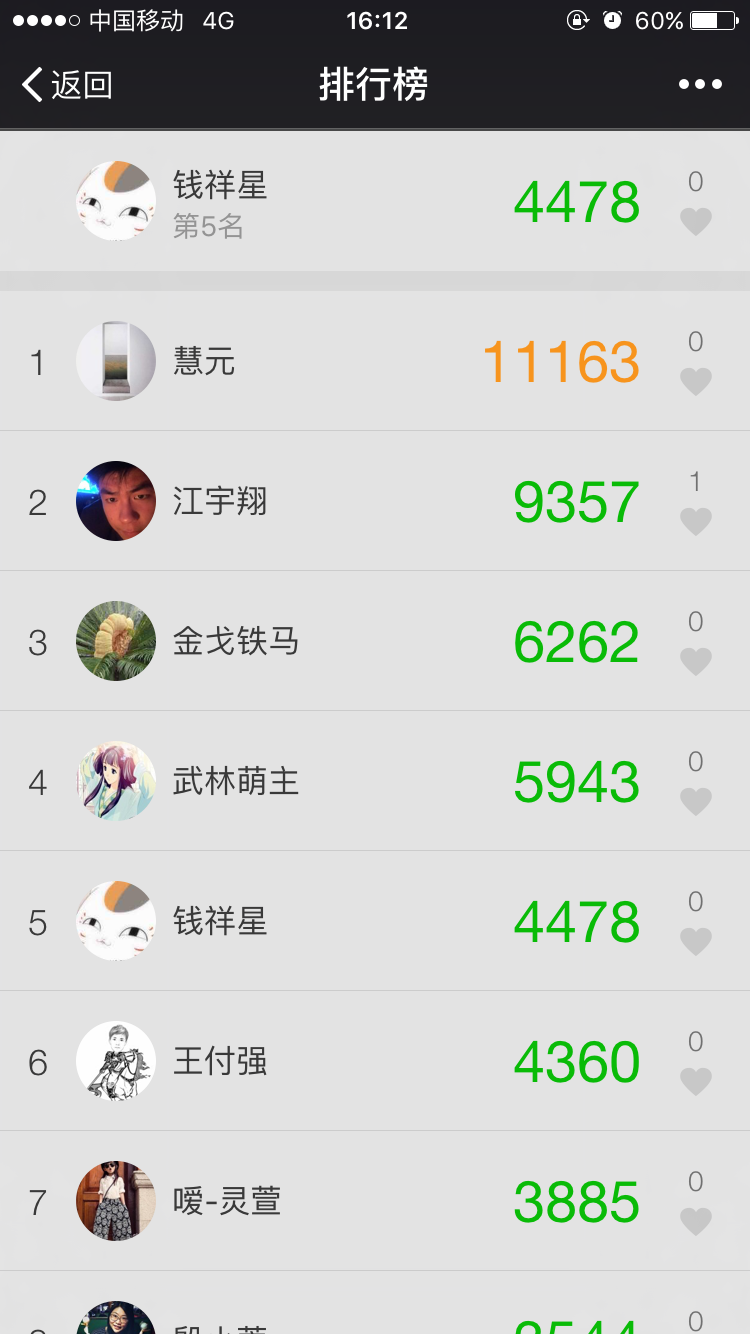 中国移动 4G 16:12 60%
返回 排行榜
钱祥星 4478 0
第5名
1 慧元 11163 0
2 江宇翔 9357 1
3 金戈铁马 6262 0
4 武林萌主 5943 0
5 钱祥星 4478 0
6 王付强 4360 0
7 嗳-灵萱 3885 0
0